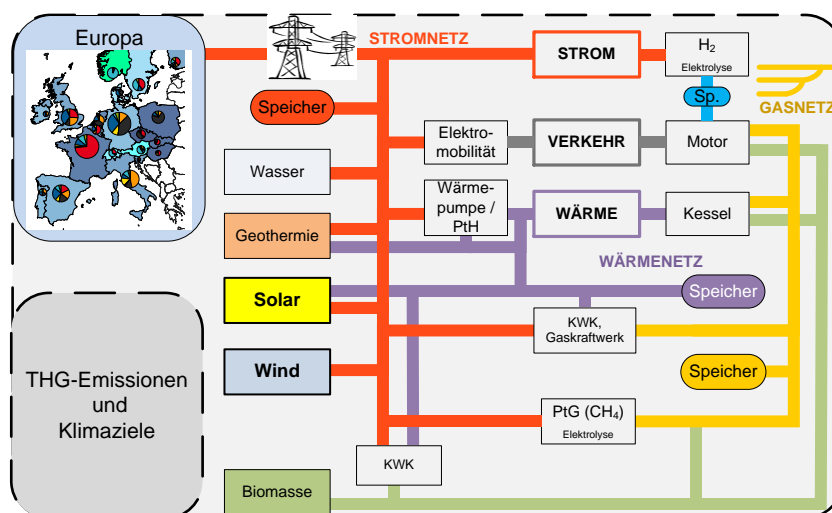 Europa
STROMNETZ
STROM
H₂
Elektrolyse
Sp.
GASNETZ
Speicher
Elektro-
mobilität
VERKEHR
Motor
Wasser
Wärme-
pumpe /
PtH
WÄRME
Kessel
Geothermie
WÄRMENETZ
Solar
Speicher
KWK,
Gaskraftwerk
Wind
Speicher
THG-Emissionen
und
Klimaziele
PtG (CH₄)
Elektrolyse
KWK
Biomasse